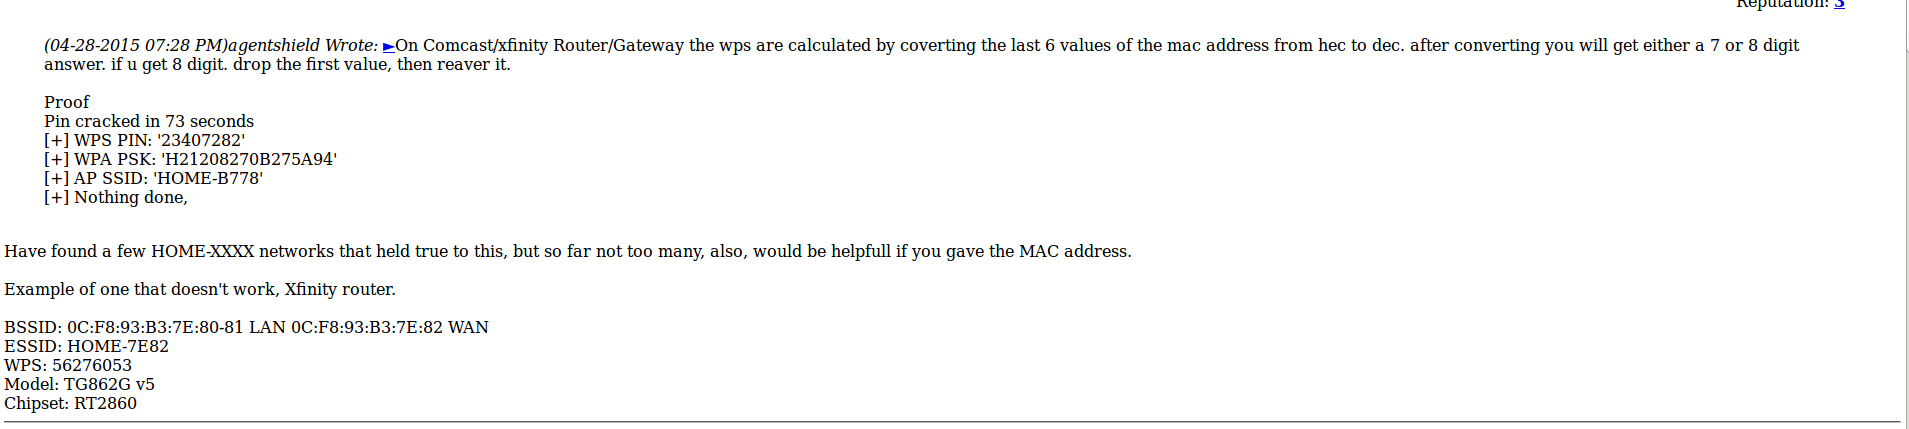 Reputation: 3
(04-28-2015 07:28 PM)agentshield Wrote: ►On Comcast/xfinity Router/Gateway the wps are calculated by coverting the last 6 values of the mac address from hec to dec. after converting you will get either a 7 or 8 digit
answer. if u get 8 digit. drop the first value, then reaver it.
Proof
Pin cracked in 73 seconds
[+] WPS PIN: '23407282'
[+] WPA PSK: 'H21208270B275A94'
[+] AP SSID: 'HOME-B778'
[+] Nothing done,
Have found a few HOME-XXXX networks that held true to this, but so far not too many, also, would be helpfull if you gave the MAC address.
Example of one that doesn't work, Xfinity router.
BSSID: 0C:F8:93:B3:7E:80-81 LAN 0C:F8:93:B3:7E:82 WAN
ESSID: HOME-7E82
WPS: 56276053
Model: TG862G v5
Chipset: RT2860